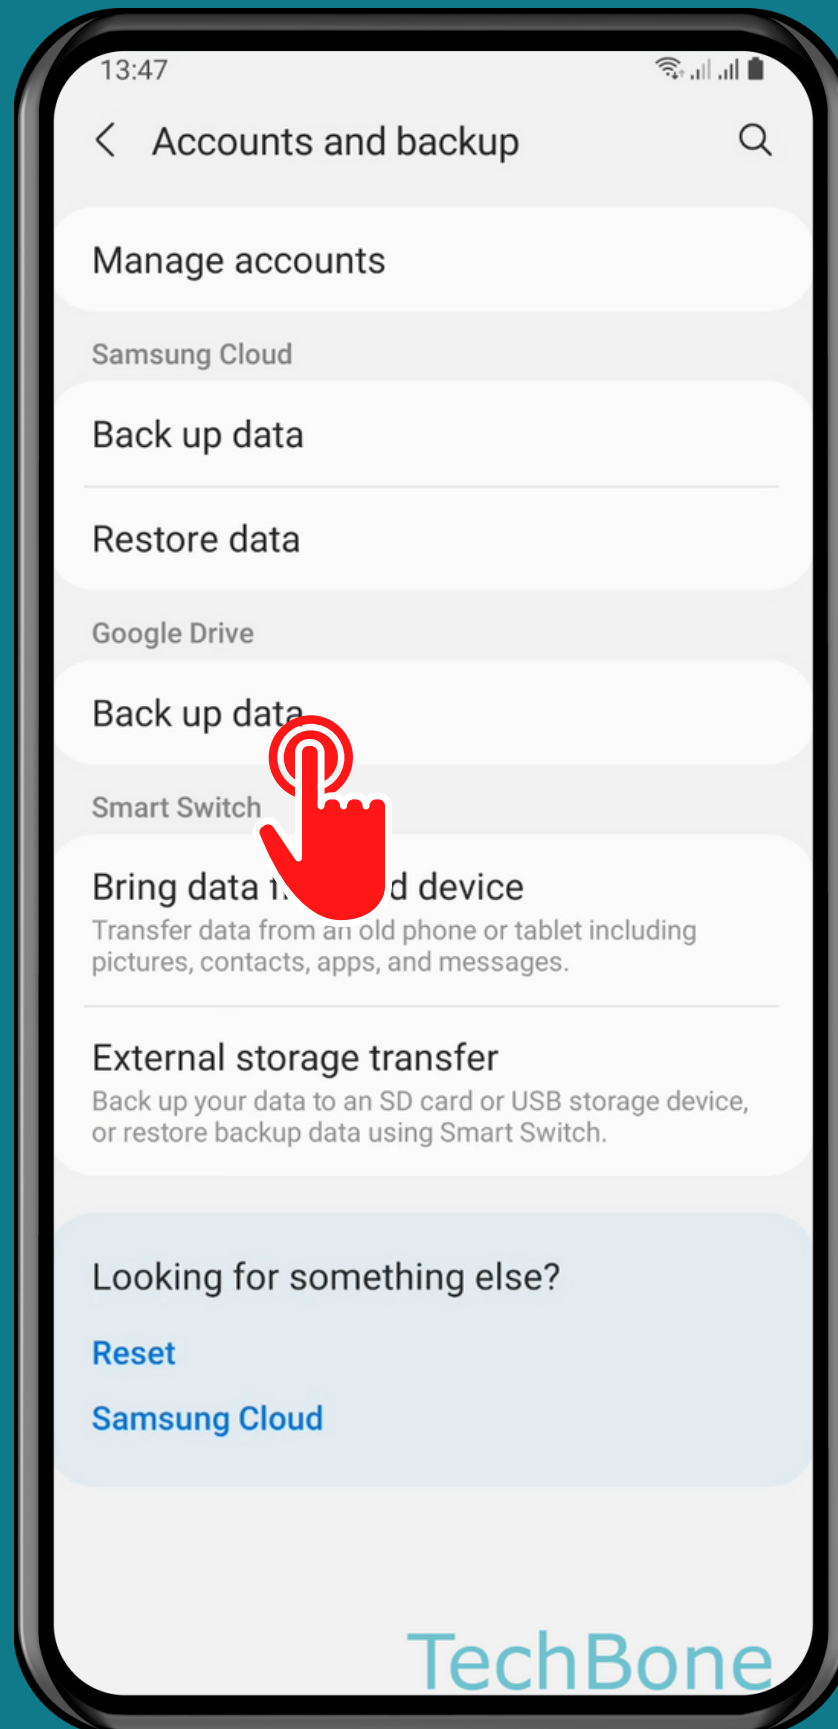 13:47
Accounts and backup
Manage accounts
Samsung Cloud
Back up data
Restore data
Google Drive
Back up data
Smart Switch
Bring data device
Transfer data from an old phone or tablet including
pictures, contacts, apps, and messages.
External storage transfer
Back up your data to an SD card or USB storage device,
or restore backup data using Smart Switch.
Looking for something else?
Reset
Samsung Cloud
TechBone